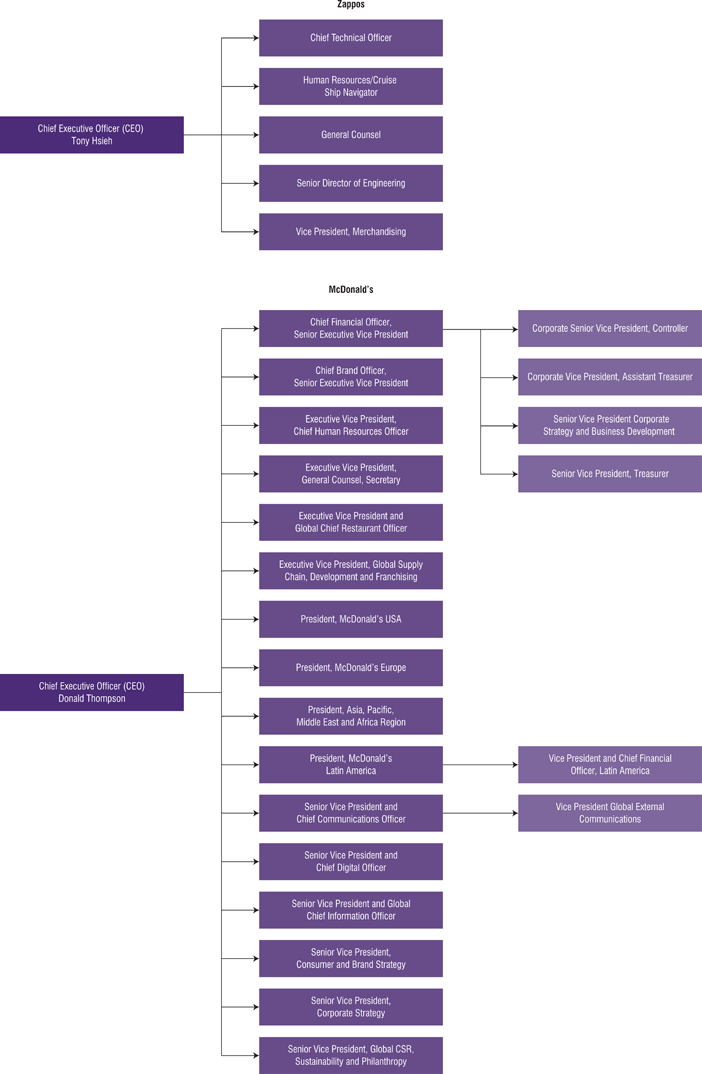 Zappos
Chief Executive Officer (CEO)
Tony Hsieh
Chief Technical Officer
Human Resources/Cruise
Ship Navigator
General Counsel
Senior Director of Engineering
Vice President, Merchandising
McDonald’s
Chief Executive Officer (CEO)
Donald Thompson
Chief Financial Officer,
Senior Executive Vice President
Corporate Senior Vice President, Controller
Corporate Vice President, Assistant Treasurer
Senior Vice President Corporate
Strategy and Business Development
Senior Vice President, Treasurer
Chief Brand Officer,
Senior Executive Vice President
Executive Vice President,
Chief Human Resources Officer
Executive Vice President,
General Counsel, Secretary
Executive Vice President and
Global Chief Restaurant Officer
Executive Vice President, Global Supply
Chain, Development and Franchising
President, McDonald’s USA
President, McDonald’s Europe
President, Asia, Pacific,
Middle East and Africa Region
President, McDonald’s
Latin America
Vice President and Chief Financial
Officer, Latin America
Senior Vice President and
Chief Communications Officer
Vice President Global External
Communications
Senior Vice President and
Chief Digital Officer
Senior Vice President and Global
Chief Information Officer
Senior Vice President,
Consumer and Brand Strategy
Senior Vice President,
Corporate Strategy
Senior Vice President, Global CSR,
Sustainability and Philanthropy